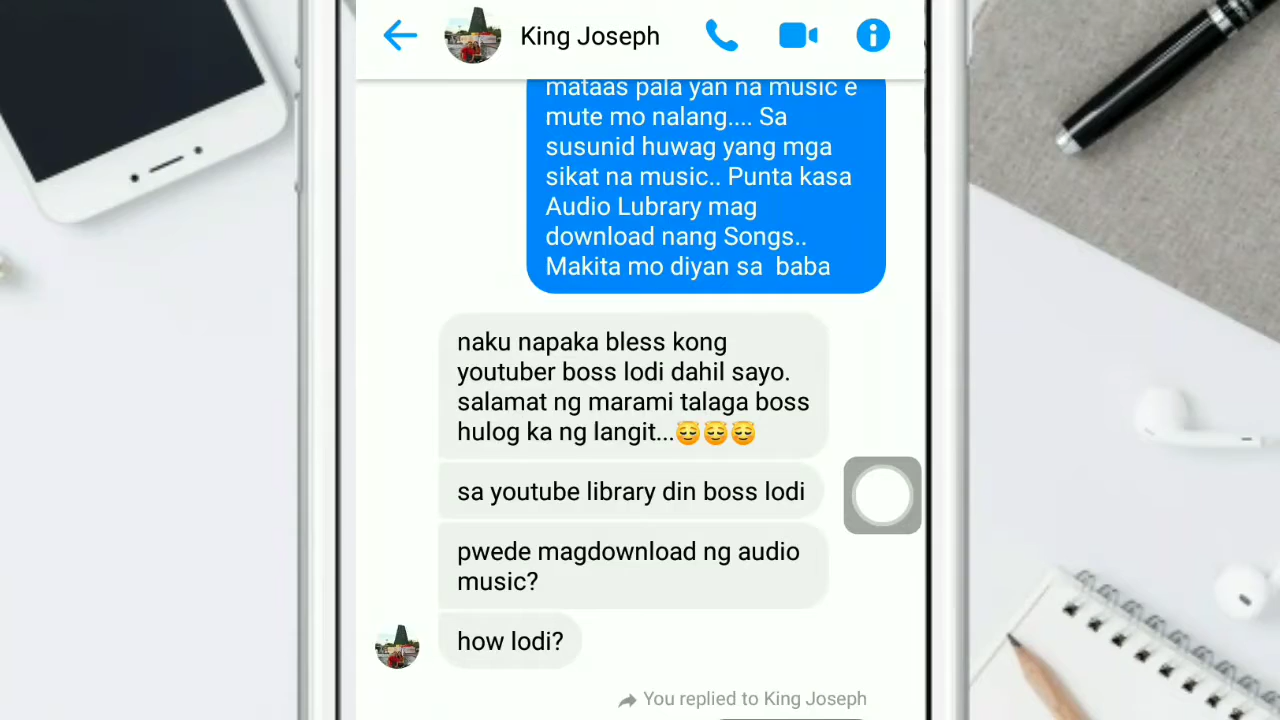 King Joseph
mataas pala yan na music e
mute mo nalang.... Sa
susunid huwag yang mga
sikat na music.. Punta kasa
Audio Lubrary mag
download nang Songs..
Makita mo diyan sa  baba
naku napaka bless kong
youtuber boss lodi dahil sayo.
salamat ng marami talaga boss
hulog ka ng langit...😇😇😇
sa youtube library din boss lodi
pwede magdownload ng audio
music?
how lodi?
You replied to King Joseph